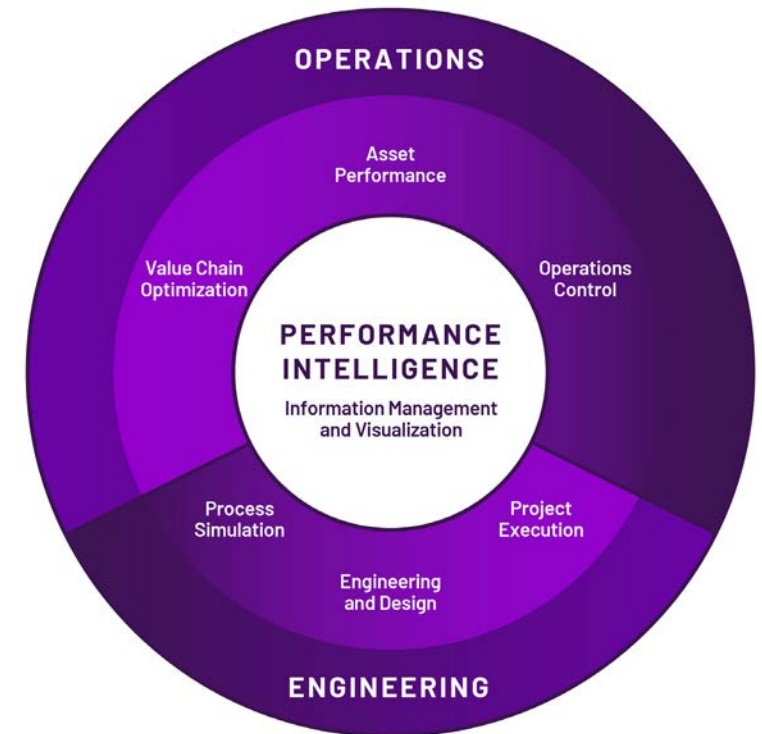 OPERATIONS
Asset
Performance
Value Chain
Optimization
Operations
Control
PERFORMANCE
INTELLIGENCE
Information Management
and Visualization
Process
Simulation
Project
Execution
Engineering
and Design
ENGINEERING